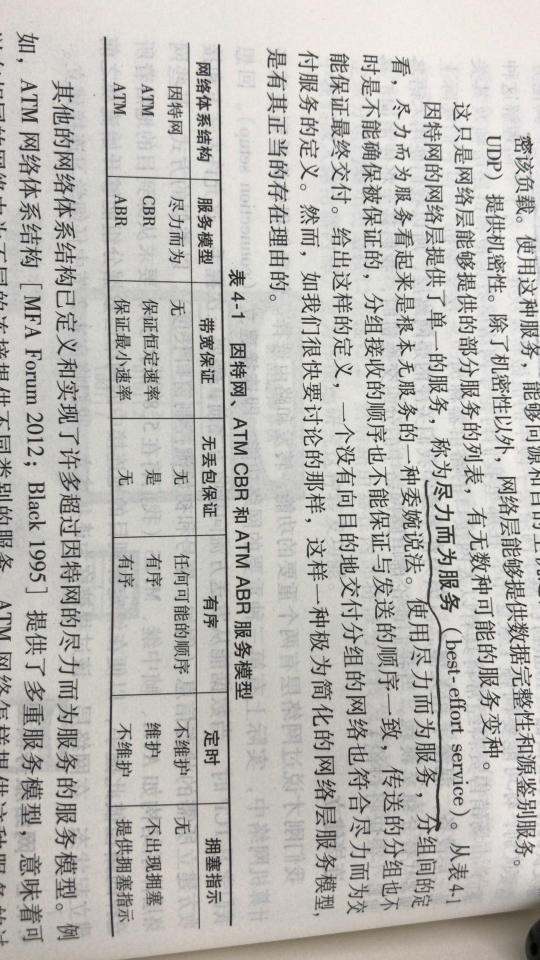 密该负载。使用这种服务，能够向源和目的主机
UDP）提供机密性。除了机密性以外，网络层能够提供数据完整性和源鉴别服务。
这只是网络层能够提供的部分服务的列表，有无数种可能的服务变种。
因特网的网络层提供了单一的服务，称为尽力而为服务（best-effort service）。从表4-1
看，尽力而为服务看起来是根本无服务的一种委婉说法。使用尽力而为服务，分组间的定
时是不能确保被保证的，分组接收的顺序也不能保证与发送的顺序一致，传送的分组也不
能保证最终交付。给出这样的定义，一个没有向目的地交付分组的网络也符合尽力而为交
付服务的定义。然而，如我们很快要讨论的那样，这样一种极为简化的网络层服务模型，
是有其正当的存在理由的。
表 4-1 因特网、ATM CBR 和 ATM ABR 服务模型
网络体系结构 服务模型 带宽保证 无丢包保证 有序 定时 拥塞指示
因特网 尽力而为 无 无 任何可能的顺序 不维护 无
ATM CBR 保证恒定速率 是 有序 维护 不出现拥塞
ATM ABR 保证最小速率 无 有序 不维护 提供拥塞指示
其他的网络体系结构已定义和实现了许多超过因特网的尽力而为服务的服务模型。例
如，ATM 网络体系结构［MFA Forum 2012；Black 1995］提供了多重服务模型，意味着可
以在相同的网络中为不同的连接提供不同类别的服务。ATM 网络怎样提供这种服务的讨